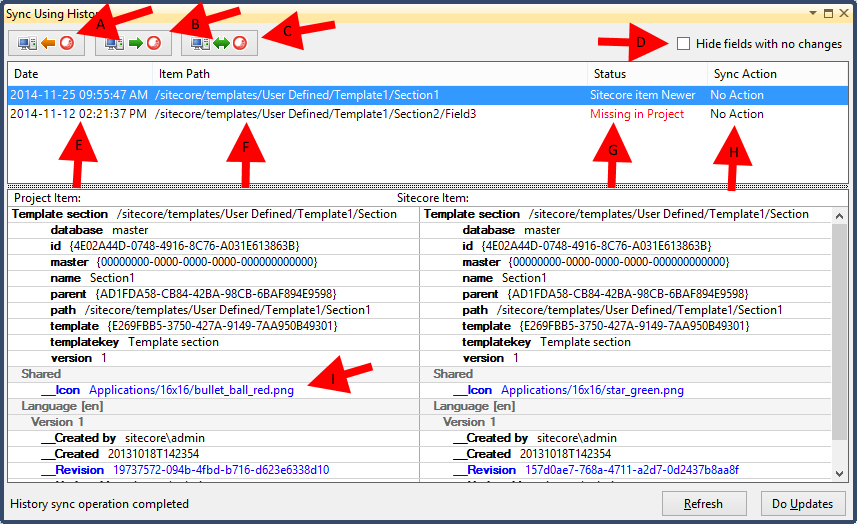 Sync Using Histor
A
B
C
D
Hide fields with no changes
Date Item Path Status Sync Action
2014-11-25 09:55:47 AM /sitecore/templates/User Defined/Template1/Section1 Sitecore item Newer No Action
2014-11-12 02:21:37 PM /sitecore/templates/User Defined/Template1/Section2/Field3 Missing in Project No Action
E
F
G
H
Project Item: Sitecore Item:
Template section /sitecore/templates/User Defined/Template1/Section Template section /sitecore/templates/User Defined/Template1/Section
database master database master
id {4E02A44D-0748-4916-8C76-A031E613863B} id {4E02A44D-0748-4916-8C76-A031E613863B}
master {00000000-0000-0000-0000-000000000000} master {00000000-0000-0000-0000-000000000000}
name Section1 name Section1
parent {AD1FDA58-CB84-42BA-98CB-6BAF894E9598} parent {AD1FDA58-CB84-42BA-98CB-6BAF894E9598}
path /sitecore/templates/User Defined/Template1/Section1 path /sitecore/templates/User Defined/Template1/Section1
template {E269FBB5-3750-427A-9149-7AA950B49301} template {E269FBB5-3750-427A-9149-7AA950B49301}
templatekey Template section templatekey Template section
version 1 version 1
Shared Shared
__Icon Applications/16x16/bullet_ball_red.png __Icon Applications/16x16/star_green.png
I
Language [en] Language [en]
Version 1 Version 1
__Created by sitecore\admin __Created by sitecore\admin
__Created 20131018T142354 __Created 20131018T142354
__Revision 19737572-094b-4fbd-b716-d623e6338d10 __Revision 157d0ae7-768a-4711-a2d7-0d2437b8aa8f
History sync operation completed Refresh Do Updates